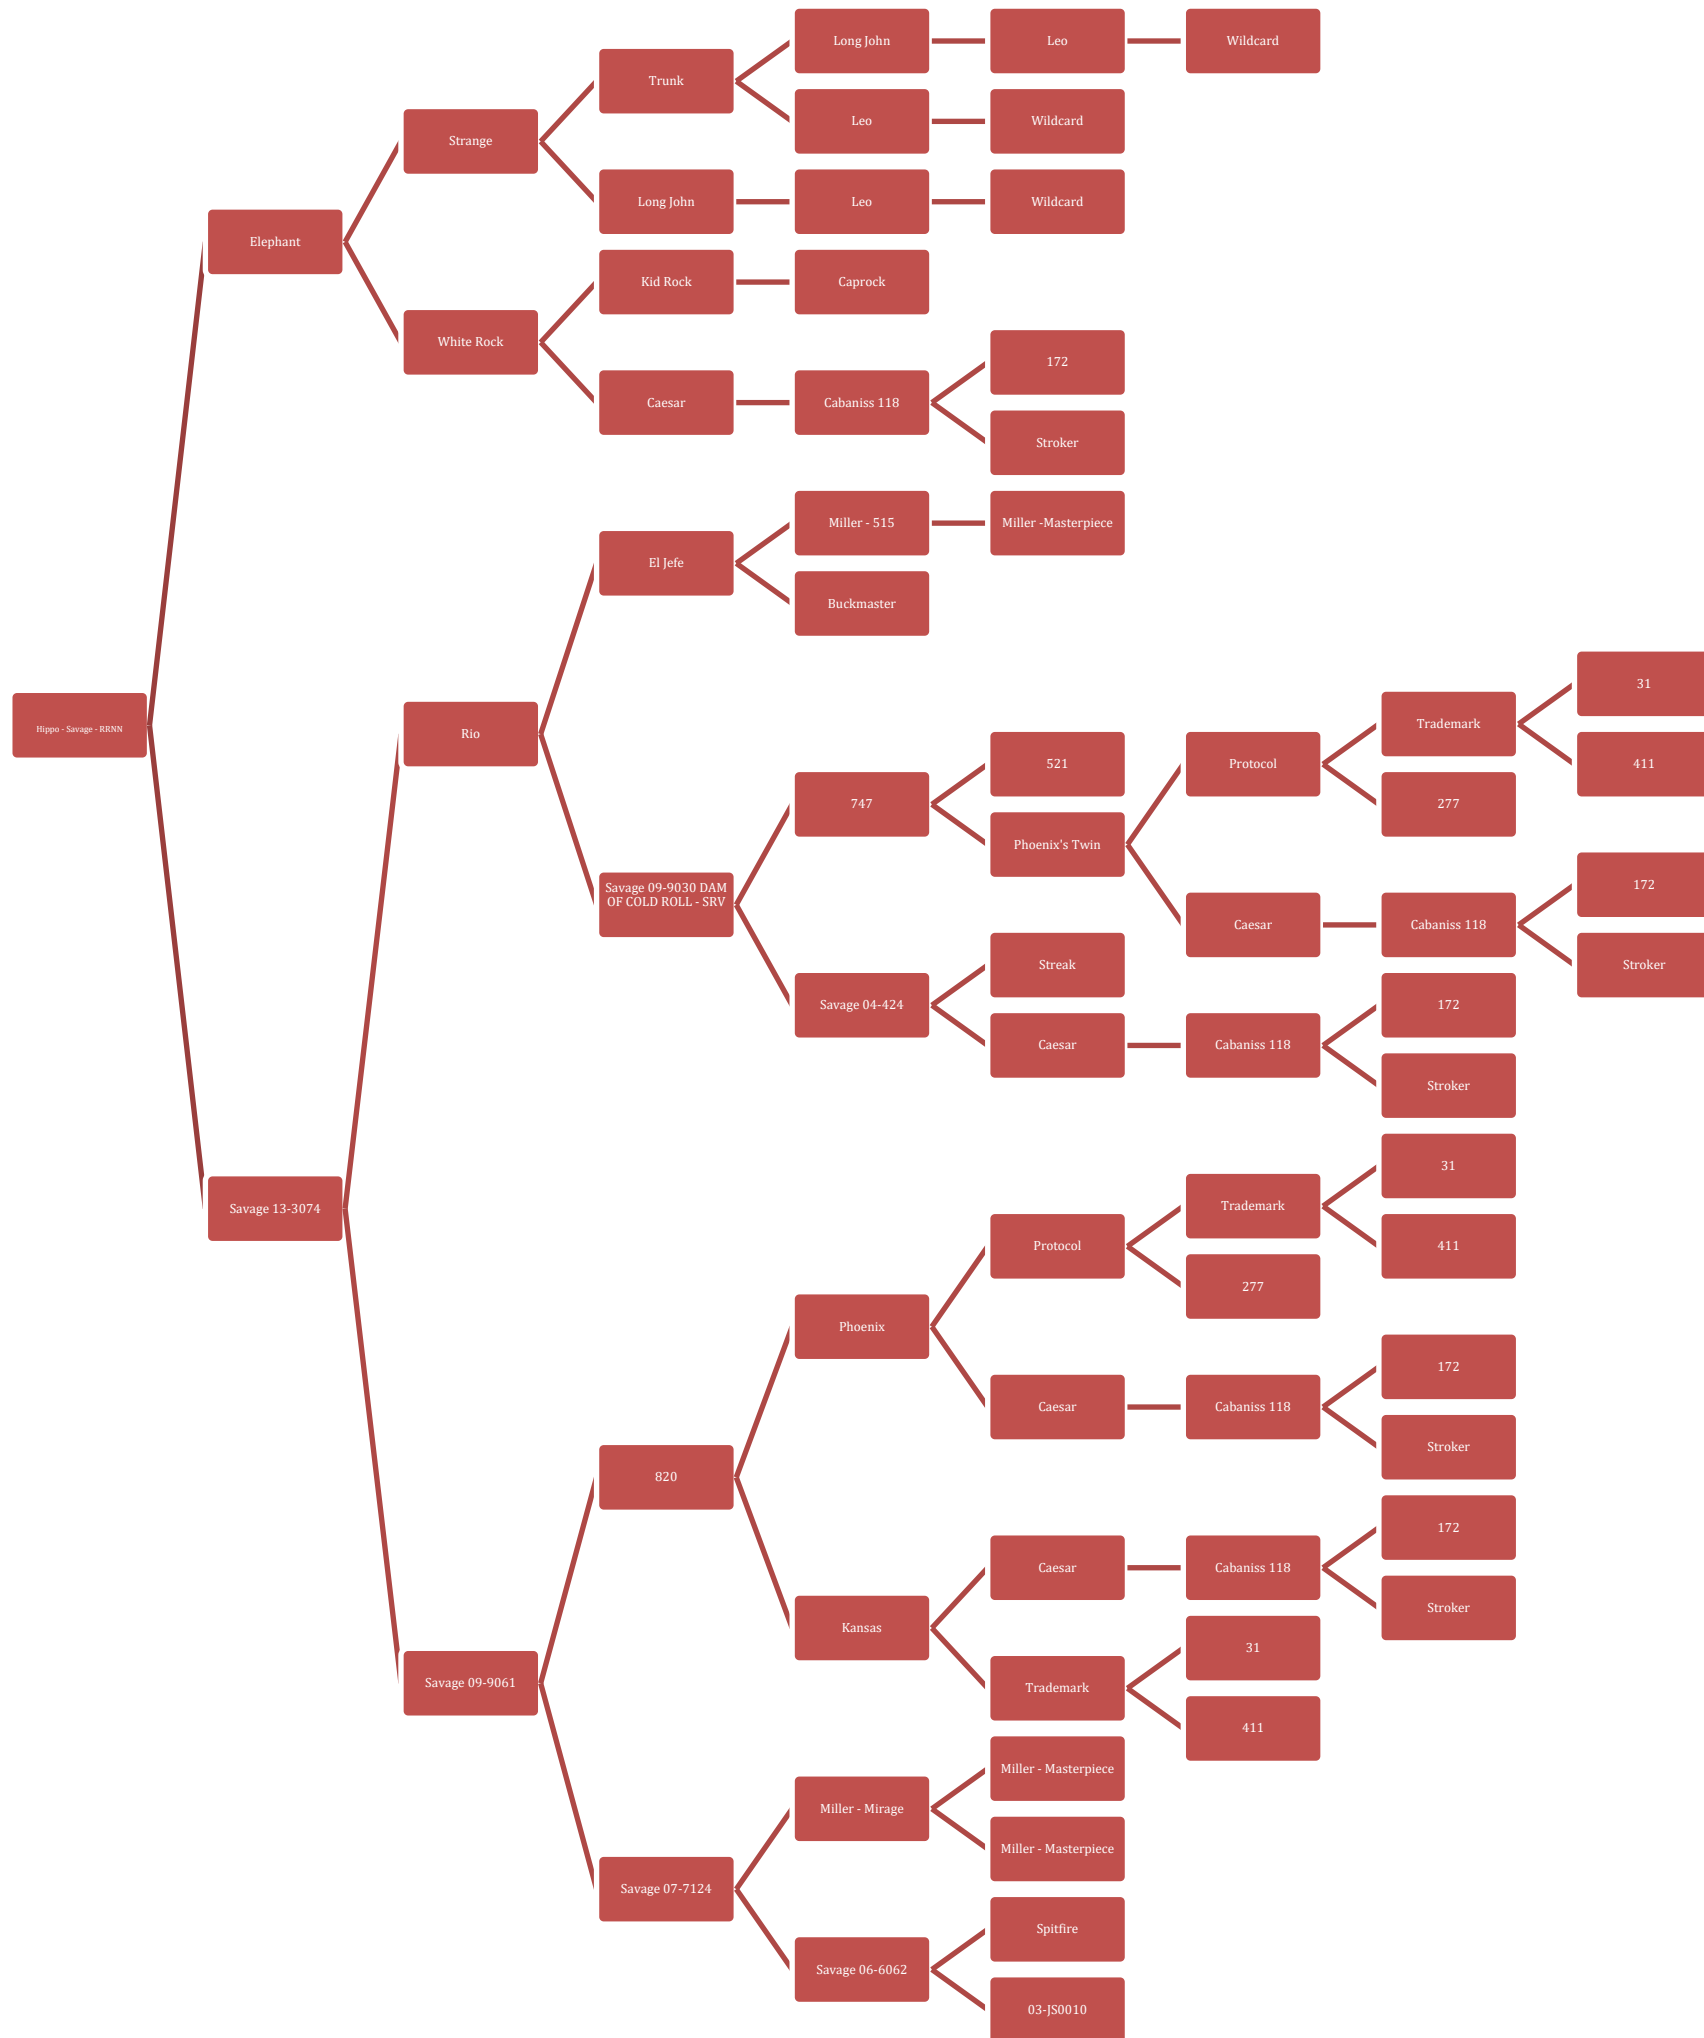 Long John
Leo
Wildcard
Trunk
Leo
Wildcard
Strange
Long John
Leo
Wildcard
Elephant
Kid Rock
Caprock
White Rock
172
Caesar
Cabaniss 118
Stroker
Miller - 515
Miller -Masterpiece
El Jefe
Buckmaster
31
Hippo - Savage - RRNN
Rio
Trademark
521
Protocol
411
747
277
Phoenix's Twin
Savage 09-9030 DAM
OF COLD ROLL - SRV
172
Caesar
Cabaniss 118
Streak
Stroker
Savage 04-424
172
Caesar
Cabaniss 118
Stroker
31
Savage 13-3074
Trademark
Protocol
411
277
Phoenix
172
Caesar
Cabaniss 118
Stroker
820
172
Caesar
Cabaniss 118
Stroker
Kansas
31
Savage 09-9061
Trademark
411
Miller - Masterpiece
Miller - Mirage
Miller - Masterpiece
Savage 07-7124
Spitfire
Savage 06-6062
03-JS0010